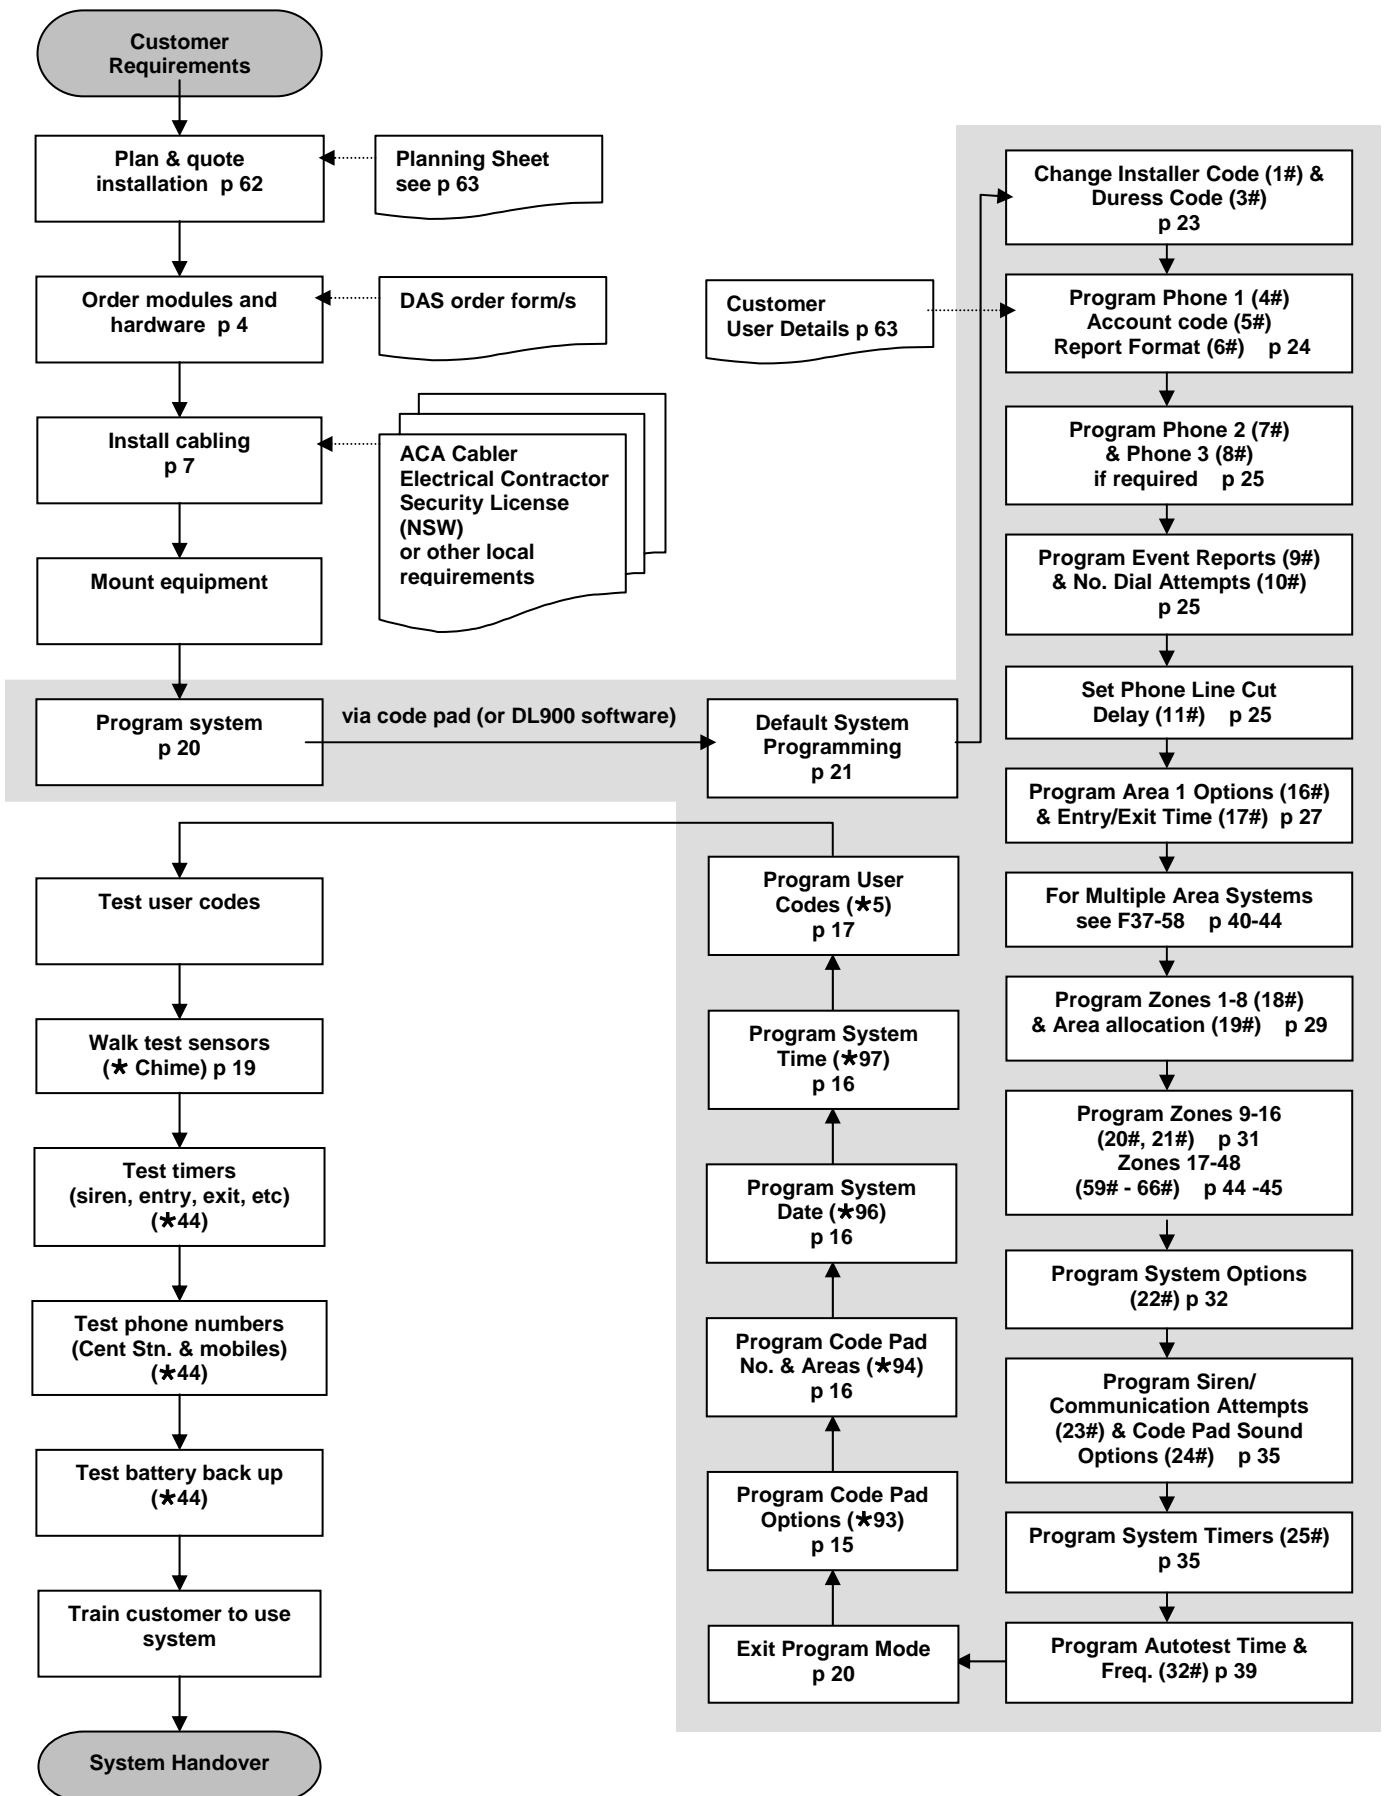 Customer
Requirements
Plan & quote
installation p 62
Planning Sheet
see p 63
Order modules and
hardware p 4
DAS order form/s
Install cabling
p 7
ACA Cabler
Electrical Contractor
Security License
(NSW)
or other local
requirements
Mount equipment
Program system
p 20
via code pad (or DL900 software)
Default System
Programming
p 21
Change Installer Code (1#) &
Duress Code (3#)
p 23
Customer
User Details p 63
Program Phone 1 (4#)
Account code (5#)
Report Format (6#) p 24
Program Phone 2 (7#)
& Phone 3 (8#)
if required p 25
Program Event Reports (9#)
& No. Dial Attempts (10#)
p 25
Set Phone Line Cut
Delay (11#) p 25
Program Area 1 Options (16#)
& Entry/Exit Time (17#) p 27
For Multiple Area Systems
see F37-58 p 40-44
Program Zones 1-8 (18#)
& Area allocation (19#) p 29
Program Zones 9-16
(20#, 21#) p 31
Zones 17-48
(59# - 66#) p 44 -45
Program System Options
(22#) p 32
Program Siren/
Communication Attempts
(23#) & Code Pad Sound
Options (24#) p 35
Program System Timers (25#)
p 35
Program Autotest Time &
Freq. (32#) p 39
Exit Program Mode
p 20
Program Code Pad
Options (★93)
p 15
Program Code Pad
No. & Areas (★94)
p 16
Program System
Date (★96)
p 16
Program System
Time (★97)
p 16
Program User
Codes (★5)
p 17
Test user codes
Walk test sensors
(★ Chime) p 19
Test timers
(siren, entry, exit, etc)
(★44)
Test phone numbers
(Cent Stn. & mobiles)
(★44)
Test battery back up
(★44)
Train customer to use
system
System Handover